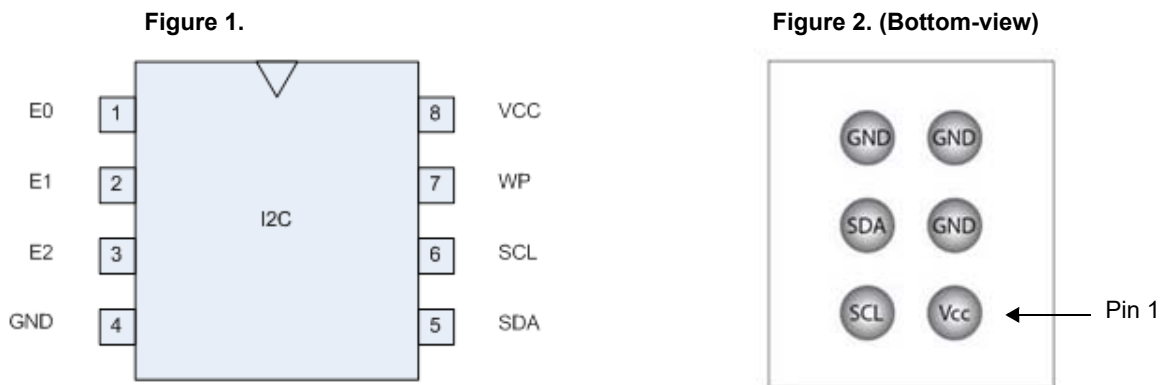 Figure 1.
E0 1 8 VCC
E1 2 7 WP
I2C
E2 3 6 SCL
GND 4 5 SDA
Figure 2. (Bottom-view)
GND GND
SDA GND
SCL Vcc Pin 1